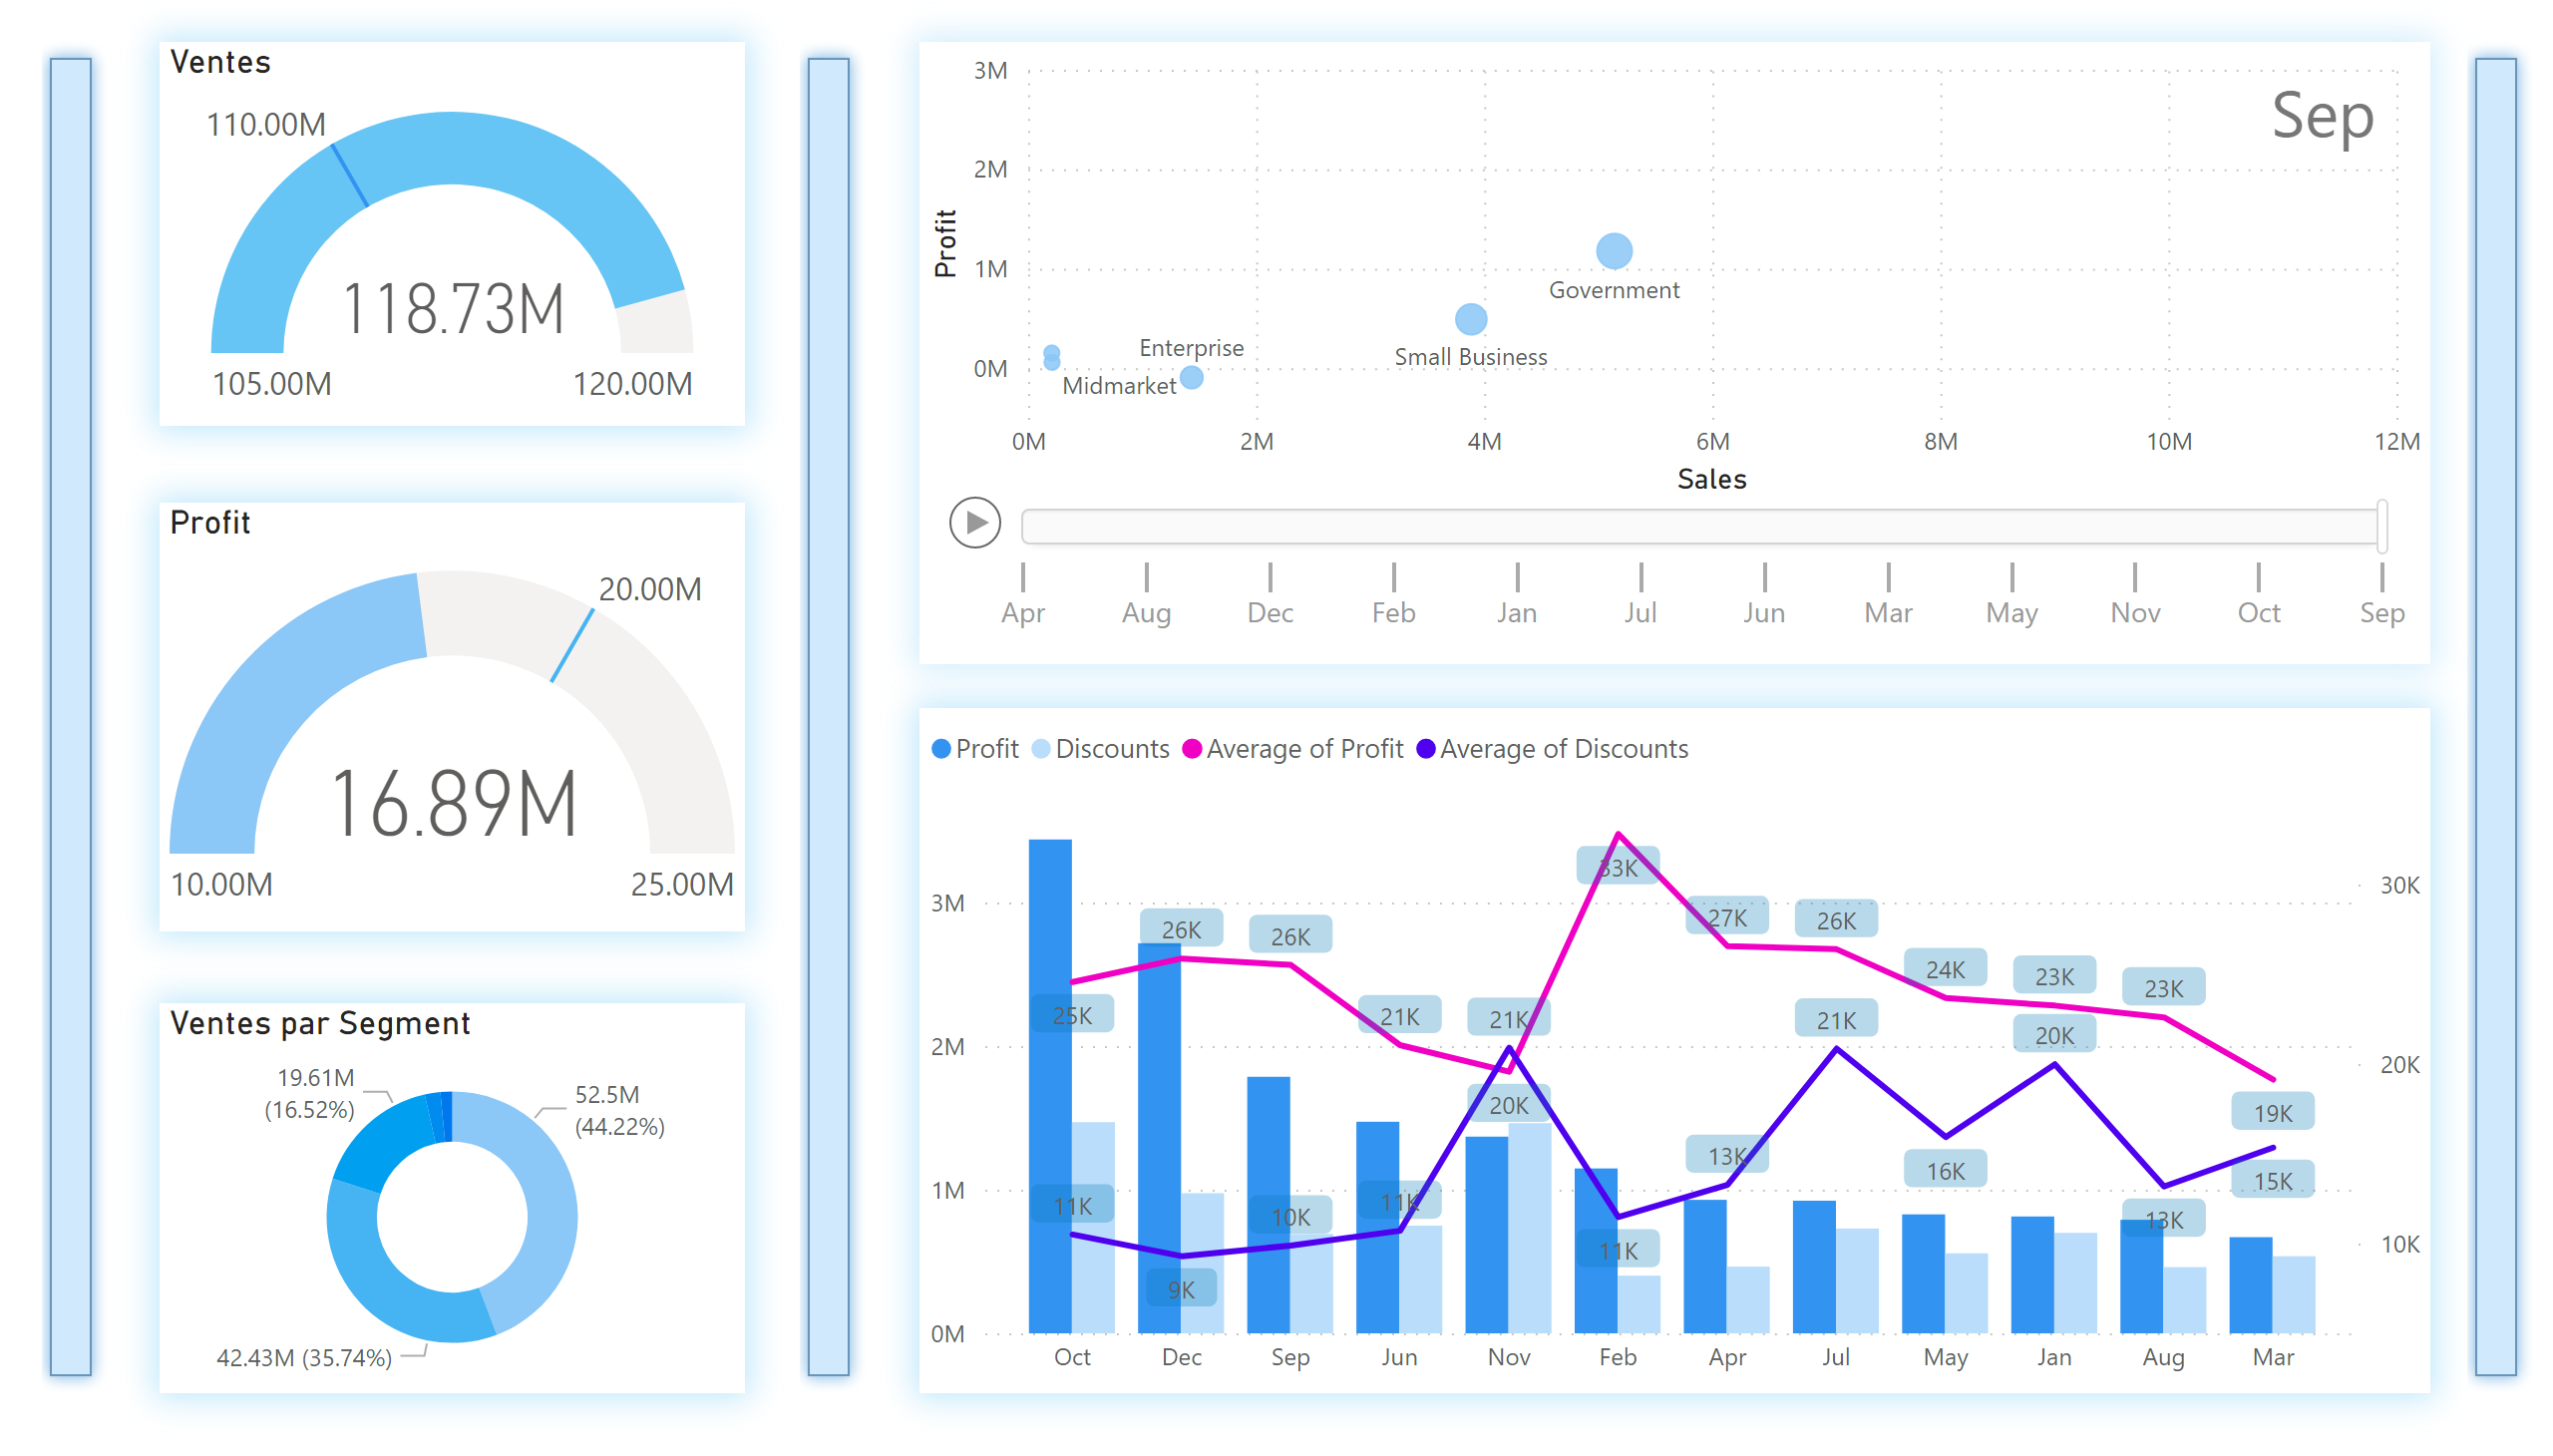 Ventes
110.00M
118.73M
105.00M 120.00M
Profit
20.00M
16.89M
10.00M 25.00M
Ventes par Segment
19.61M
(16.52%)
52.5M
(44.22%)
42.43M (35.74%)
Sep
3M
2M
1M
0M
Profit
Government
Small Business
Enterprise
Midmarket
0M 2M 4M 6M 8M 10M 12M
Sales
Apr Aug Dec Feb Jan Jul Jun Mar May Nov Oct Sep
Profit Discounts Average of Profit Average of Discounts
3M
2M
1M
0M
30K
20K
10K
25K 26K 26K 21K 21K 33K 27K 26K 24K 23K 23K 19K
11K 9K 10K 11K 20K 11K 13K 21K 16K 20K 13K 15K
Oct Dec Sep Jun Nov Feb Apr Jul May Jan Aug Mar